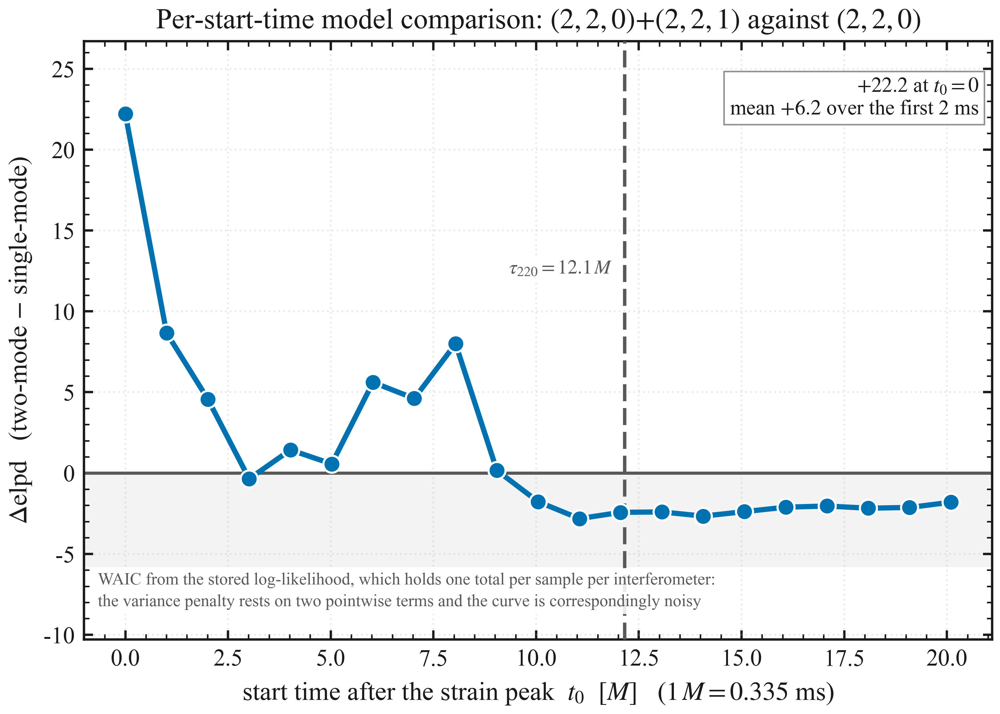 Per-start-time model comparison: (2, 2, 0)+(2, 2, 1) against (2, 2, 0)
25
20
15
10
5
0
-5
-10
Δelpd (two-mode − single-mode)
+22.2 at t₀ = 0
mean +6.2 over the first 2 ms
τ₂₂₀ = 12.1 M
WAIC from the stored log-likelihood, which holds one total per sample per interferometer:
the variance penalty rests on two pointwise terms and the curve is correspondingly noisy
0.0 2.5 5.0 7.5 10.0 12.5 15.0 17.5 20.0
start time after the strain peak t₀ [M] (1 M = 0.335 ms)